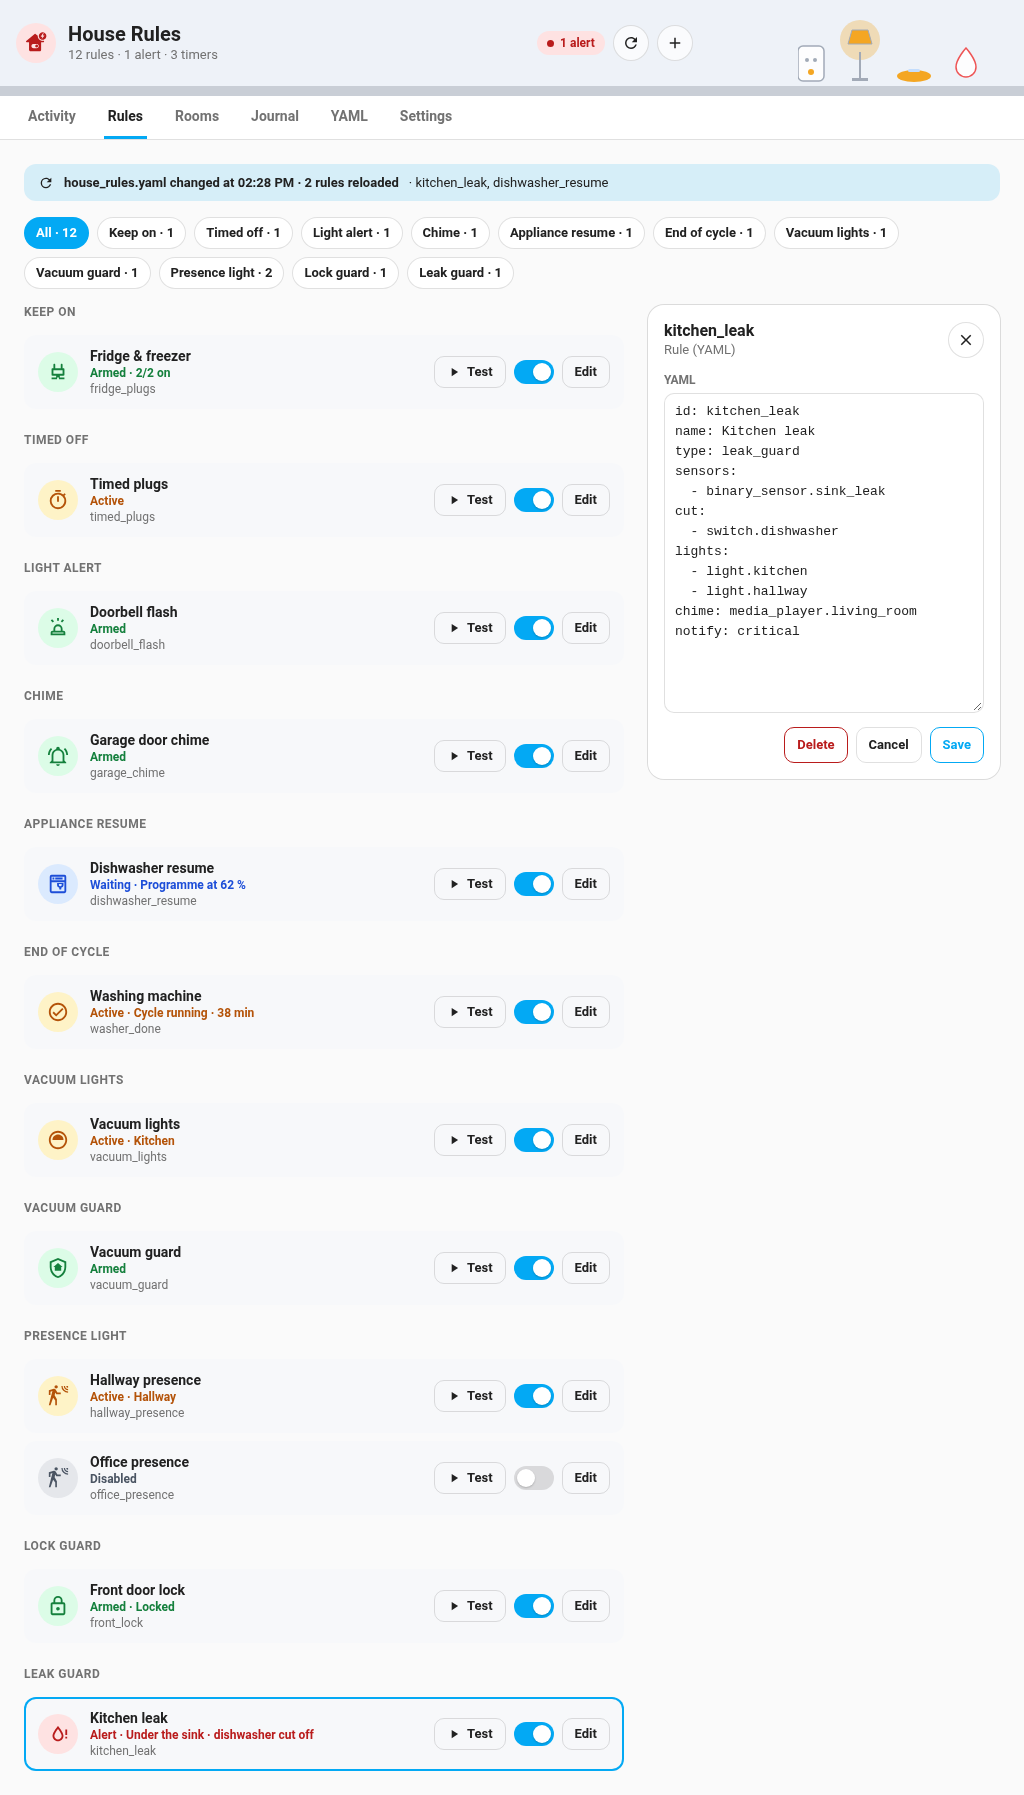 House Rules
12 rules · 1 alert · 3 timers
1 alert
Activity
Rules
Rooms
Journal
YAML
Settings
house_rules.yaml changed at 02:28 PM · 2 rules reloaded · kitchen_leak, dishwasher_resume
All · 12
Keep on · 1
Timed off · 1
Light alert · 1
Chime · 1
Appliance resume · 1
End of cycle · 1
Vacuum lights · 1
Vacuum guard · 1
Presence light · 2
Lock guard · 1
Leak guard · 1
KEEP ON
Fridge & freezer
Armed · 2/2 on
fridge_plugs
Test
Edit
TIMED OFF
Timed plugs
Active
timed_plugs
Test
Edit
LIGHT ALERT
Doorbell flash
Armed
doorbell_flash
Test
Edit
CHIME
Garage door chime
Armed
garage_chime
Test
Edit
APPLIANCE RESUME
Dishwasher resume
Waiting · Programme at 62 %
dishwasher_resume
Test
Edit
END OF CYCLE
Washing machine
Active · Cycle running · 38 min
washer_done
Test
Edit
VACUUM LIGHTS
Vacuum lights
Active · Kitchen
vacuum_lights
Test
Edit
VACUUM GUARD
Vacuum guard
Armed
vacuum_guard
Test
Edit
PRESENCE LIGHT
Hallway presence
Active · Hallway
hallway_presence
Test
Edit
Office presence
Disabled
office_presence
Test
Edit
LOCK GUARD
Front door lock
Armed · Locked
front_lock
Test
Edit
LEAK GUARD
Kitchen leak
Alert · Under the sink · dishwasher cut off
kitchen_leak
Test
Edit
kitchen_leak
Rule (YAML)
YAML
id: kitchen_leak
name: Kitchen leak
type: leak_guard
sensors:
  - binary_sensor.sink_leak
cut:
  - switch.dishwasher
lights:
  - light.kitchen
  - light.hallway
chime: media_player.living_room
notify: critical
Delete
Cancel
Save